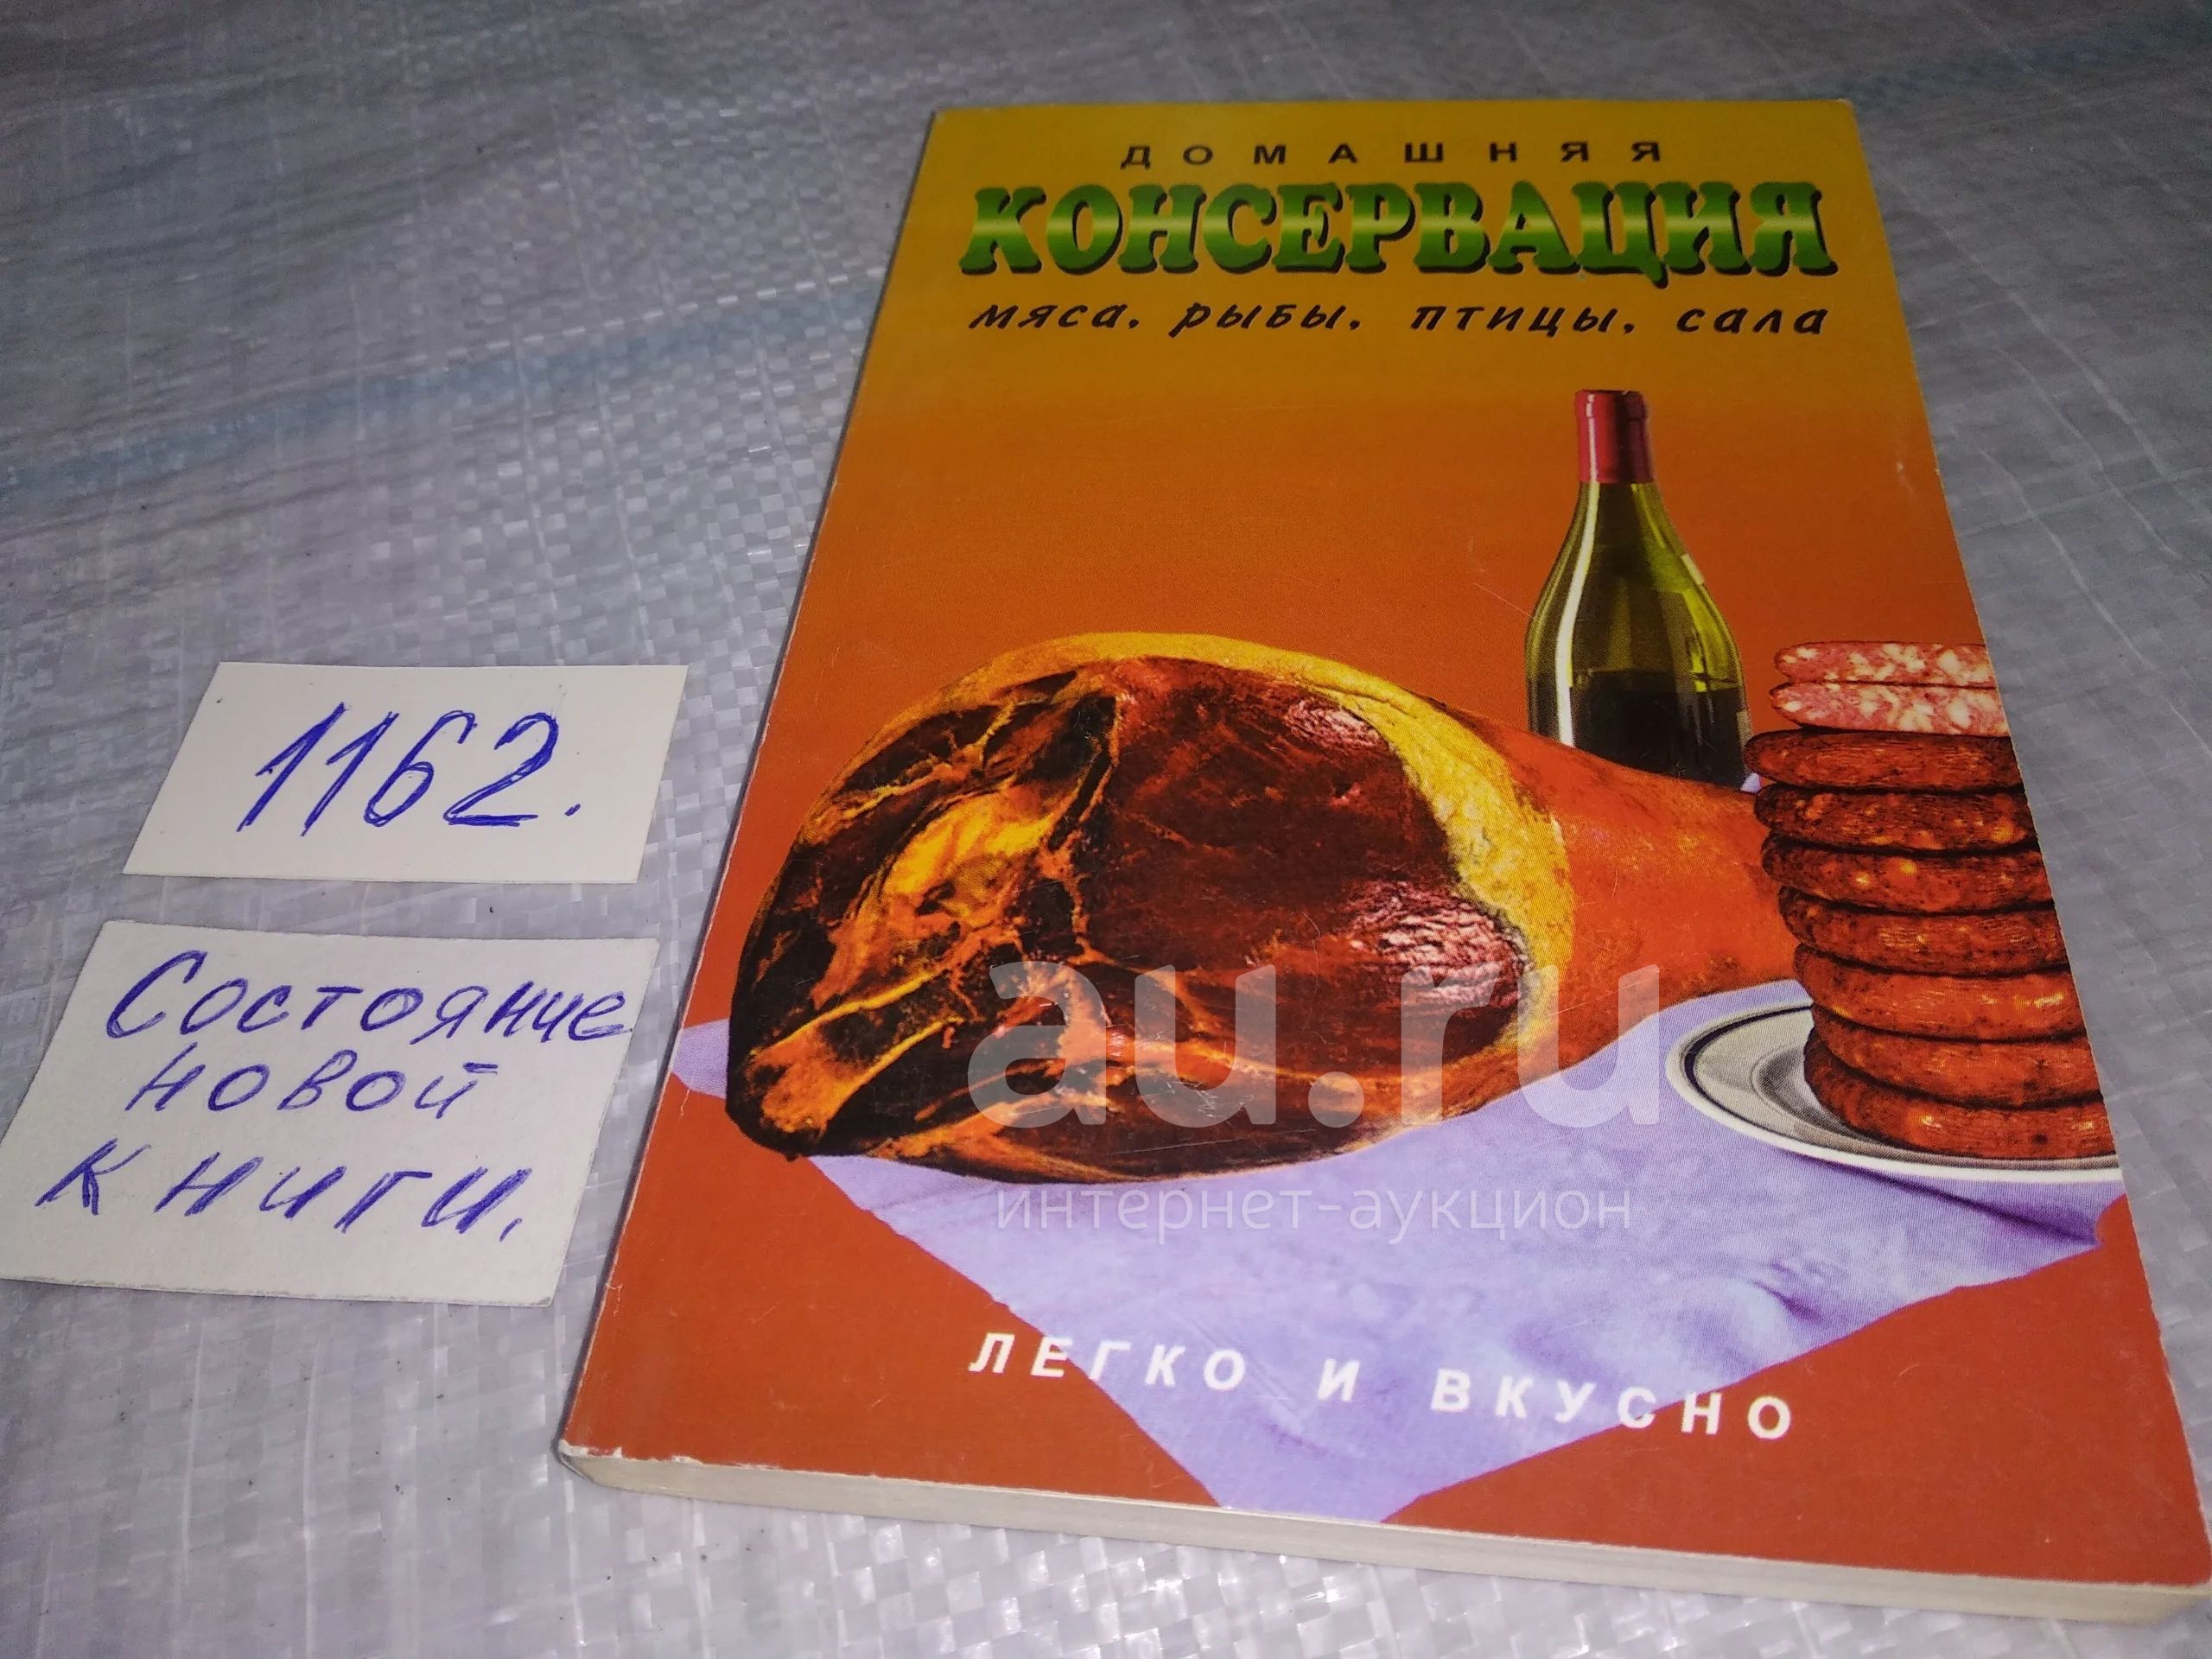 ДОМАШНЯЯ
КОНСЕРВАЦИЯ
мяса, рыбы, птицы, сала
1162.
Состояние
новой
книги.
au.ru
интернет-аукцион
ЛЕГКО И ВКУСНО